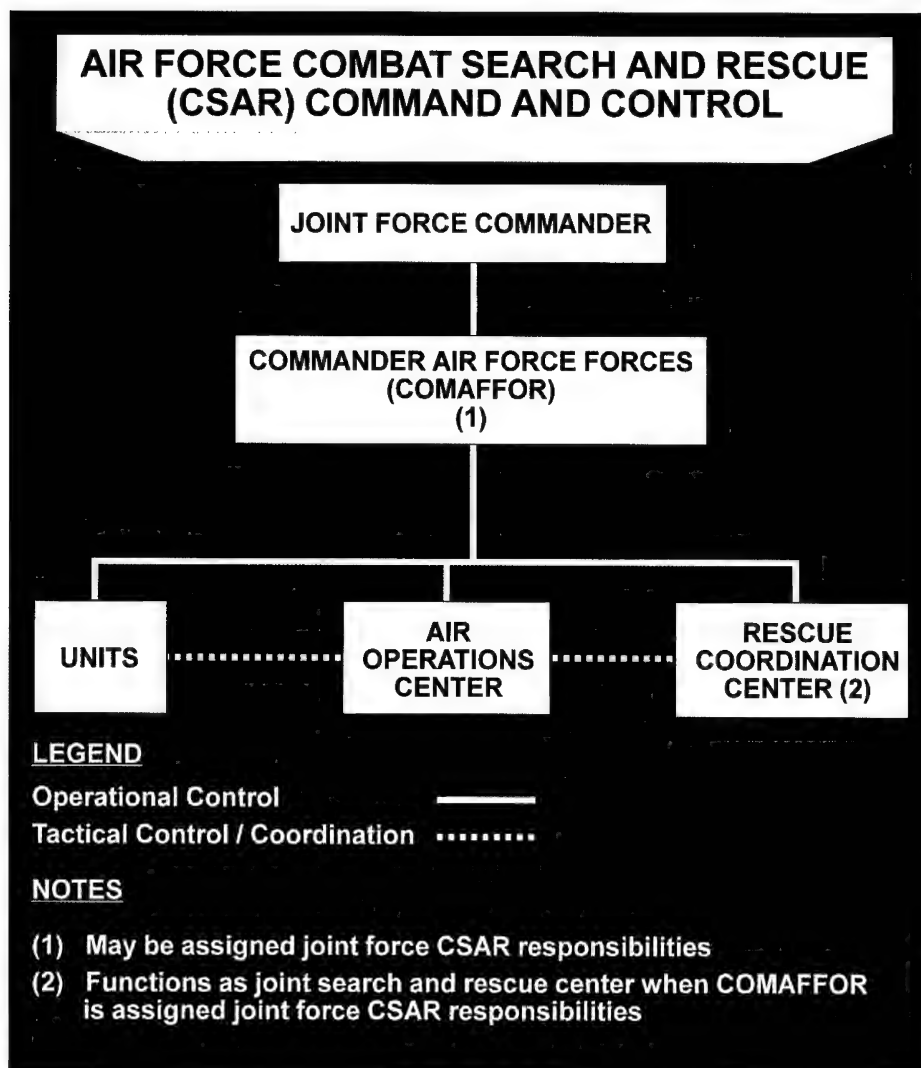 AIR FORCE COMBAT SEARCH AND RESCUE
(CSAR) COMMAND AND CONTROL
JOINT FORCE COMMANDER
COMMANDER AIR FORCE FORCES
(COMAFFOR)
(1)
UNITS
AIR
OPERATIONS
CENTER
RESCUE
COORDINATION
CENTER (2)
LEGEND
Operational Control
Tactical Control / Coordination
NOTES
(1) May be assigned joint force CSAR responsibilities
(2) Functions as joint search and rescue center when COMAFFOR
is assigned joint force CSAR responsibilities